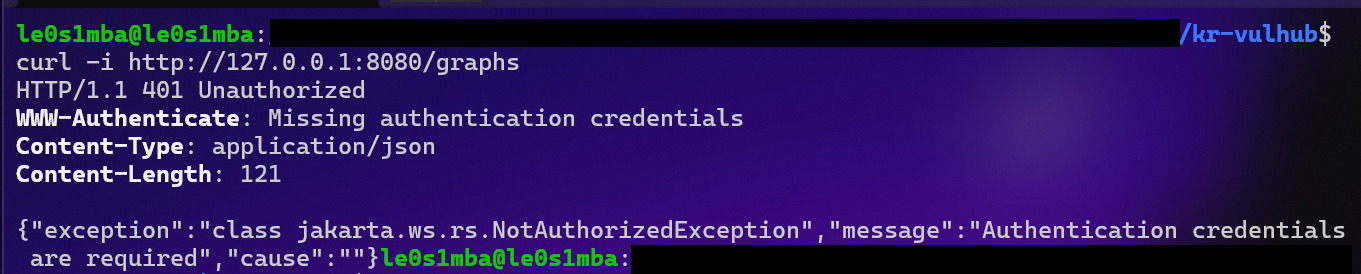 le0s1mba@le0s1mba:/kr-vulhub$
curl -i http://127.0.0.1:8080/graphs
HTTP/1.1 401 Unauthorized
WWW-Authenticate: Missing authentication credentials
Content-Type: application/json
Content-Length: 121
{"exception":"class jakarta.ws.rs.NotAuthorizedException","message":"Authentication credentials
are required","cause":""}le0s1mba@le0s1mba: